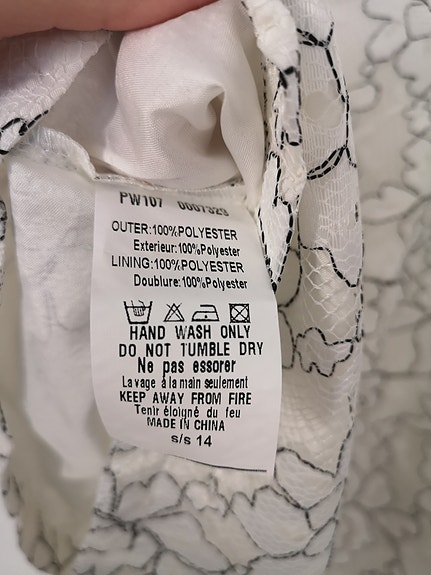 PW107 0007323
OUTER:100%POLYESTER
Exterieur:100%Polyester
LINING:100%POLYESTER
Doublure:100%Polyester
HAND WASH ONLY
DO NOT TUMBLE DRY
Ne pas essorer
La vage à la main seulement
KEEP AWAY FROM FIRE
Tenir éloigné du feu
MADE IN CHINA
s/s 14